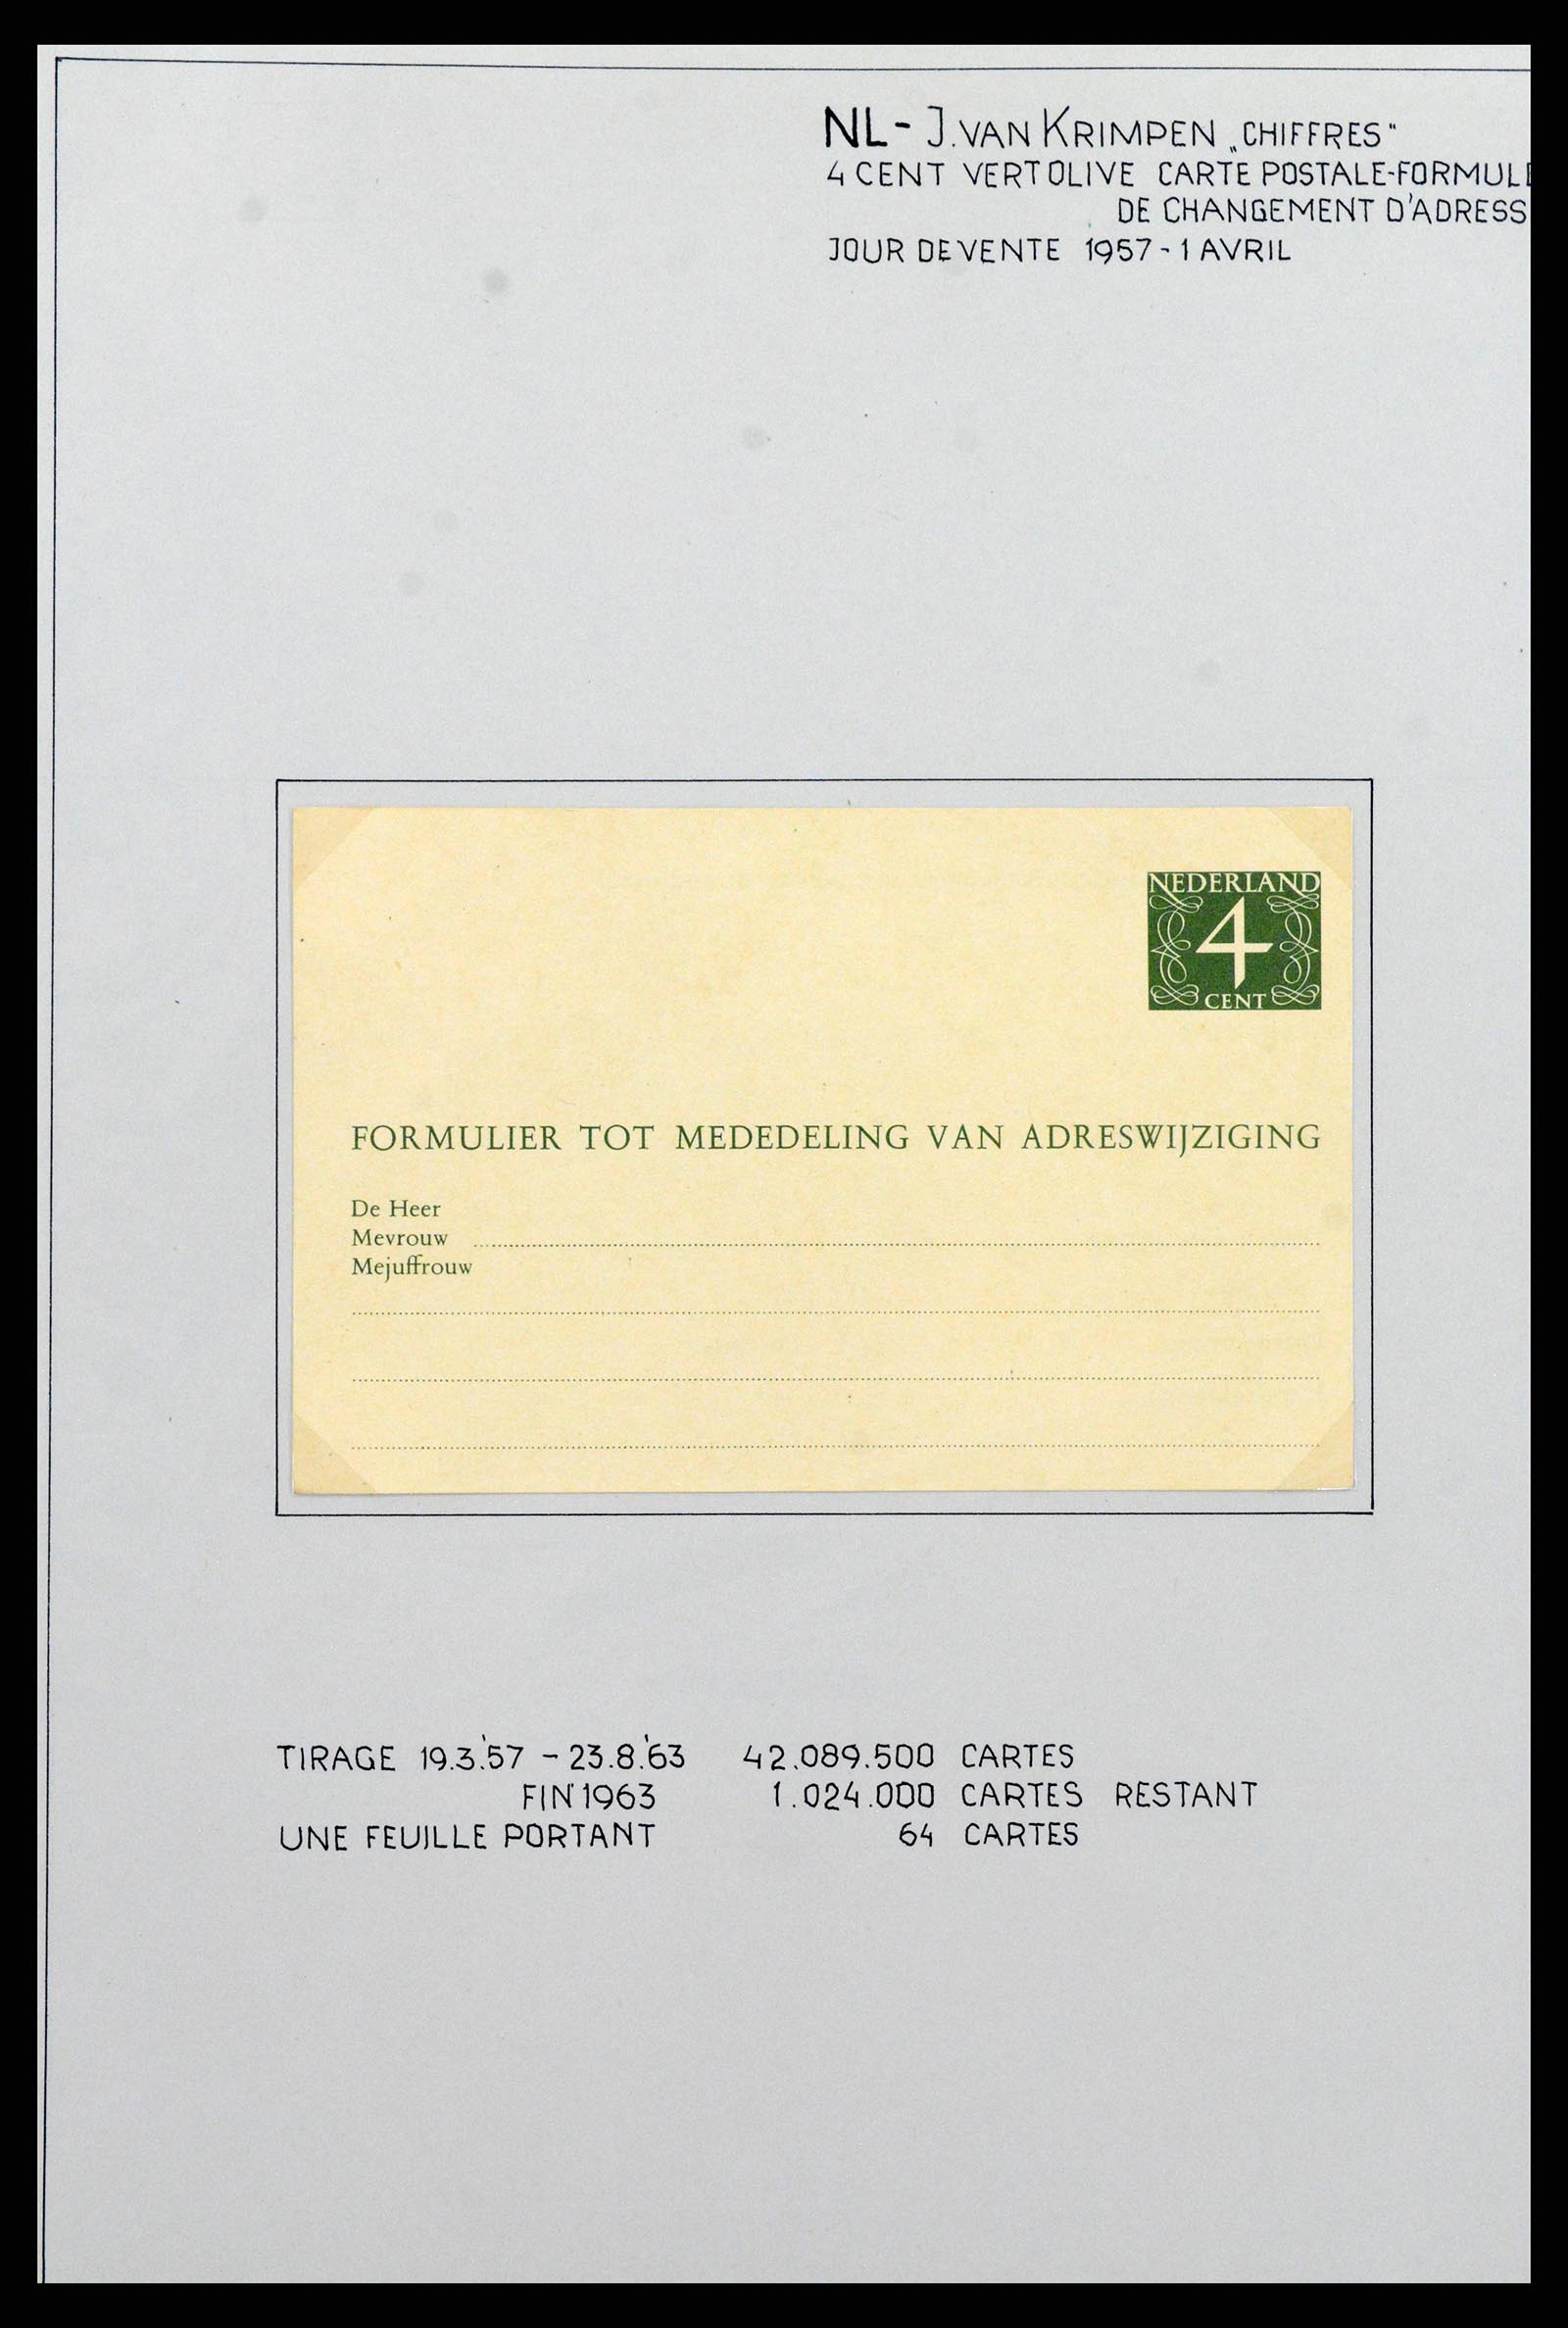 NL - J. VAN KRIMPEN „CHIFFRES"
4 CENT VERT OLIVE CARTE POSTALE-FORMULE
DE CHANGEMENT D'ADRESS
JOUR DE VENTE 1957 - 1 AVRIL
NEDERLAND
4
CENT
FORMULIER TOT MEDEDELING VAN ADRESWIJZIGING
De Heer
Mevrouw
Mejuffrouw
TIRAGE 19.3.'57 - 23.8.'63 42.089.500 CARTES
FIN 1963 1.024.000 CARTES RESTANT
UNE FEUILLE PORTANT 64 CARTES